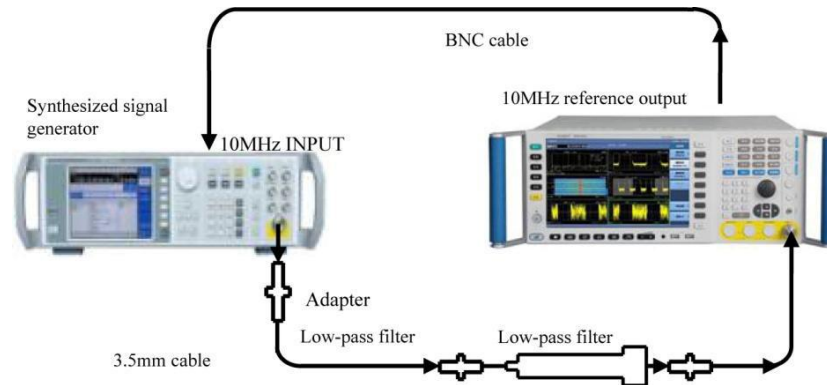 BNC cable
Synthesized signal
generator
10MHz reference output
10MHz INPUT
Adapter
Low-pass filter
Low-pass filter
3.5mm cable